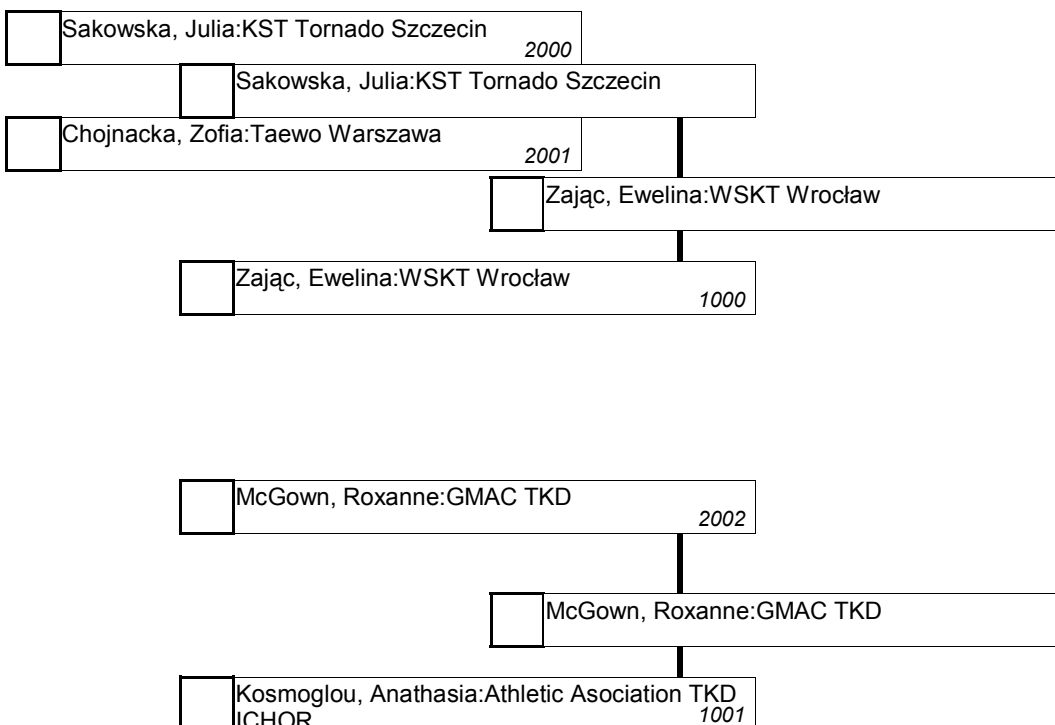 Sakowska, Julia:KST Tornado Szczecin
2000
Sakowska, Julia:KST Tornado Szczecin
Chojnacka, Zofia:Taewo Warszawa
2001
Zając, Ewelina:WSKT Wrocław
Zając, Ewelina:WSKT Wrocław
1000
McGown, Roxanne:GMAC TKD
2002
McGown, Roxanne:GMAC TKD
Kosmoglou, Anathasia:Athletic Asociation TKD
ICHOR
1001